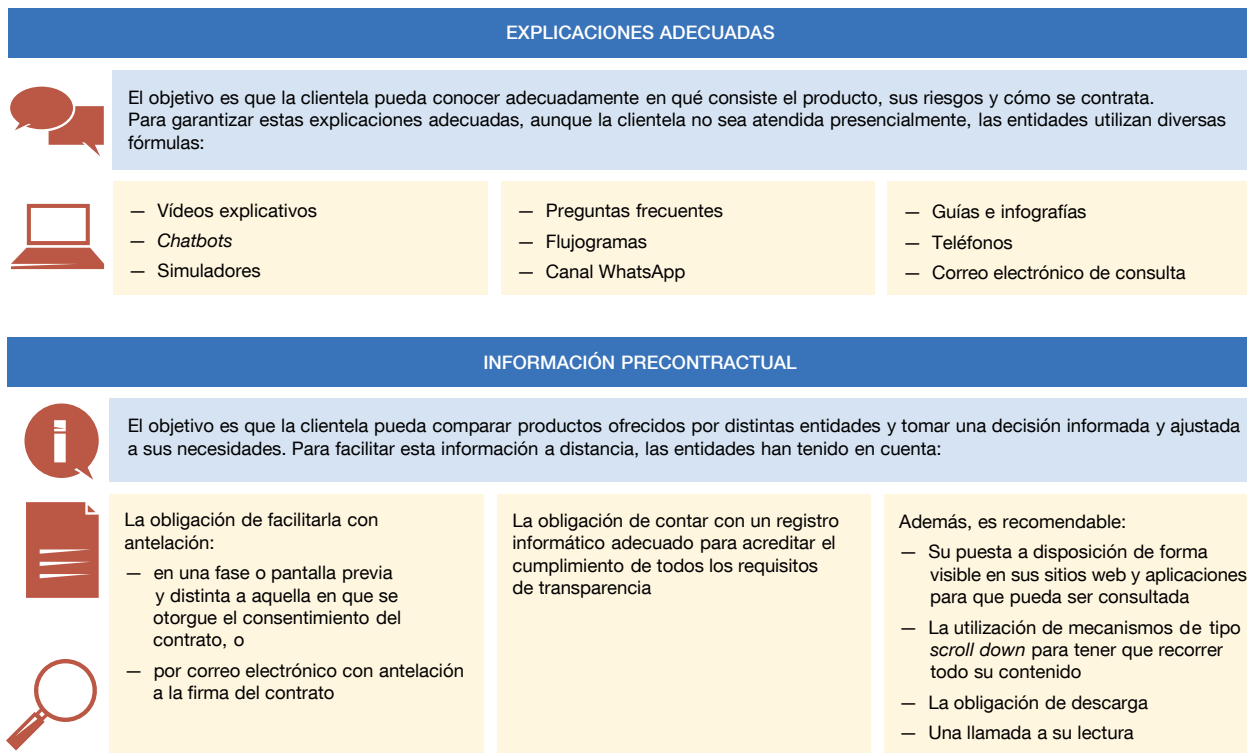 EXPLICACIONES ADECUADAS
El objetivo es que la clientela pueda conocer adecuadamente en qué consiste el producto, sus riesgos y cómo se contrata.
Para garantizar estas explicaciones adecuadas, aunque la clientela no sea atendida presencialmente, las entidades utilizan diversas
fórmulas:
— Vídeos explicativos
— Chatbots
— Simuladores
— Preguntas frecuentes
— Flujogramas
— Canal WhatsApp
— Guías e infografías
— Teléfonos
— Correo electrónico de consulta
INFORMACIÓN PRECONTRACTUAL
El objetivo es que la clientela pueda comparar productos ofrecidos por distintas entidades y tomar una decisión informada y ajustada
a sus necesidades. Para facilitar esta información a distancia, las entidades han tenido en cuenta:
La obligación de facilitarla con
antelación:
— en una fase o pantalla previa
y distinta a aquella en que se
otorgue el consentimiento del
contrato, o
— por correo electrónico con antelación
a la firma del contrato
La obligación de contar con un registro
informático adecuado para acreditar el
cumplimiento de todos los requisitos
de transparencia
Además, es recomendable:
— Su puesta a disposición de forma
visible en sus sitios web y aplicaciones
para que pueda ser consultada
— La utilización de mecanismos de tipo
scroll down para tener que recorrer
todo su contenido
— La obligación de descarga
— Una llamada a su lectura